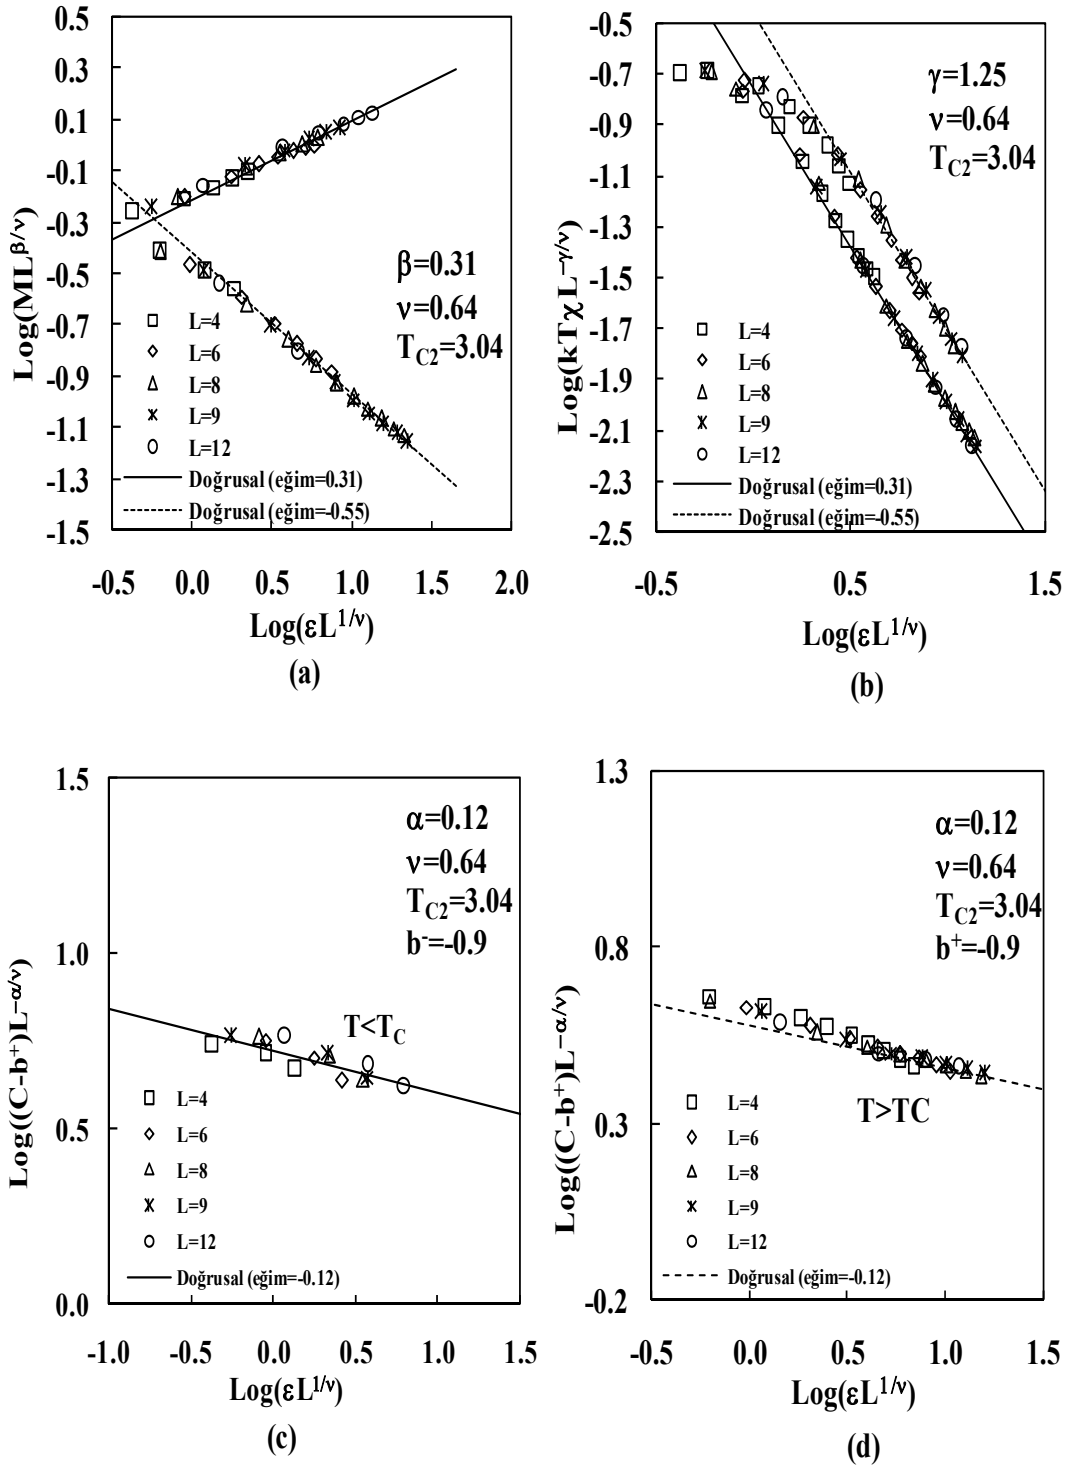 0.5
0.3
0.1
-0.1
-0.3
-0.5
-0.7
-0.9
-1.1
-1.3
-1.5
Log(ML^β/ν)
β=0.31
ν=0.64
T_C2=3.04
L=4
L=6
L=8
L=9
L=12
Doğrusal (eğim=0.31)
Doğrusal (eğim=-0.55)
-0.5 0.0 0.5 1.0 1.5 2.0
Log(εL^1/ν)
(a)
-0.5
-0.7
-0.9
-1.1
-1.3
-1.5
-1.7
-1.9
-2.1
-2.3
-2.5
Log(kTχL^-γ/ν)
γ=1.25
ν=0.64
T_C2=3.04
L=4
L=6
L=8
L=9
L=12
Doğrusal (eğim=0.31)
Doğrusal (eğim=-0.55)
-0.5 0.5 1.5
Log(εL^1/ν)
(b)
1.5
1.0
0.5
0.0
Log((C-b⁺)L^-α/ν)
α=0.12
ν=0.64
T_C2=3.04
b⁻=-0.9
T<T_C
L=4
L=6
L=8
L=9
L=12
Doğrusal (eğim=-0.12)
-1.0 -0.5 0.0 0.5 1.0 1.5
Log(εL^1/ν)
(c)
1.3
0.8
0.3
-0.2
Log((C-b⁺)L^-α/ν)
α=0.12
ν=0.64
T_C2=3.04
b⁺=-0.9
T>TC
L=4
L=6
L=8
L=9
L=12
Doğrusal (eğim=-0.12)
-0.5 0.0 0.5 1.0 1.5
Log(εL^1/ν)
(d)